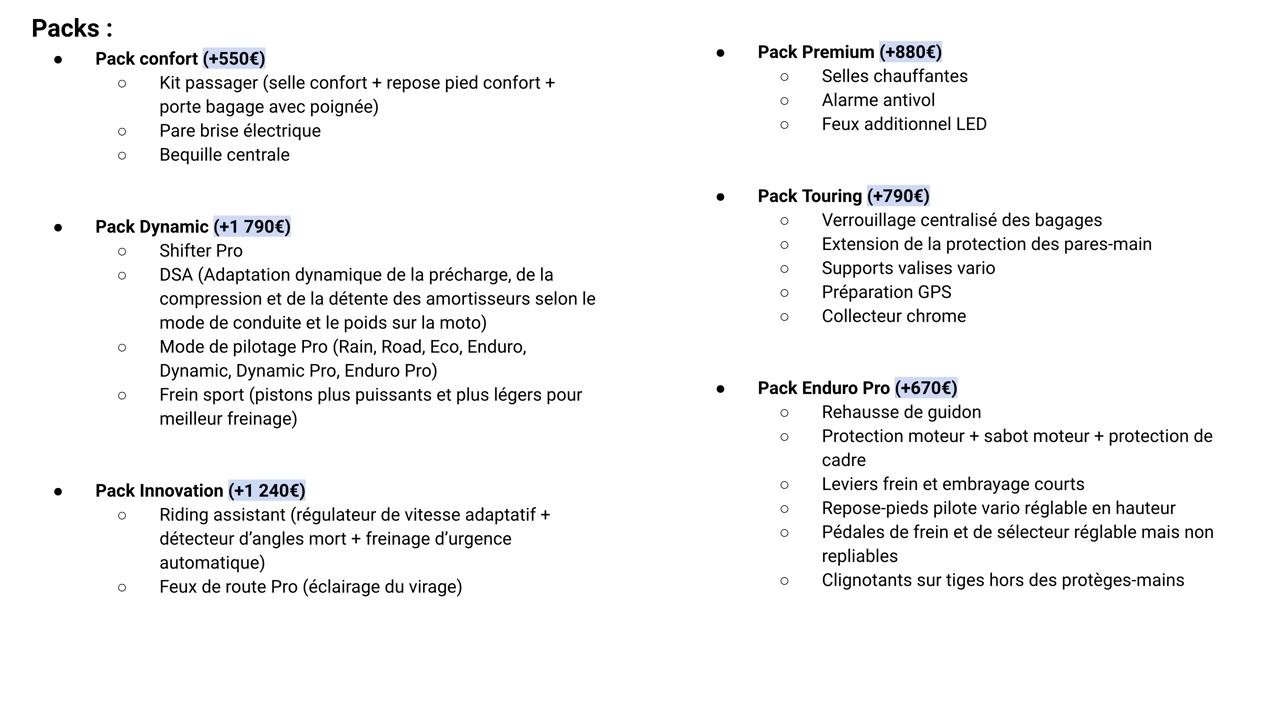 Packs :
● Pack confort (+550€)
○ Kit passager (selle confort + repose pied confort +
porte bagage avec poignée)
○ Pare brise électrique
○ Bequille centrale
● Pack Dynamic (+1 790€)
○ Shifter Pro
○ DSA (Adaptation dynamique de la précharge, de la
compression et de la détente des amortisseurs selon le
mode de conduite et le poids sur la moto)
○ Mode de pilotage Pro (Rain, Road, Eco, Enduro,
Dynamic, Dynamic Pro, Enduro Pro)
○ Frein sport (pistons plus puissants et plus légers pour
meilleur freinage)
● Pack Innovation (+1 240€)
○ Riding assistant (régulateur de vitesse adaptatif +
détecteur d’angles mort + freinage d’urgence
automatique)
○ Feux de route Pro (éclairage du virage)
● Pack Premium (+880€)
○ Selles chauffantes
○ Alarme antivol
○ Feux additionnel LED
● Pack Touring (+790€)
○ Verrouillage centralisé des bagages
○ Extension de la protection des pares-main
○ Supports valises vario
○ Préparation GPS
○ Collecteur chrome
● Pack Enduro Pro (+670€)
○ Rehausse de guidon
○ Protection moteur + sabot moteur + protection de
cadre
○ Leviers frein et embrayage courts
○ Repose-pieds pilote vario réglable en hauteur
○ Pédales de frein et de sélecteur réglable mais non
repliables
○ Clignotants sur tiges hors des protèges-mains